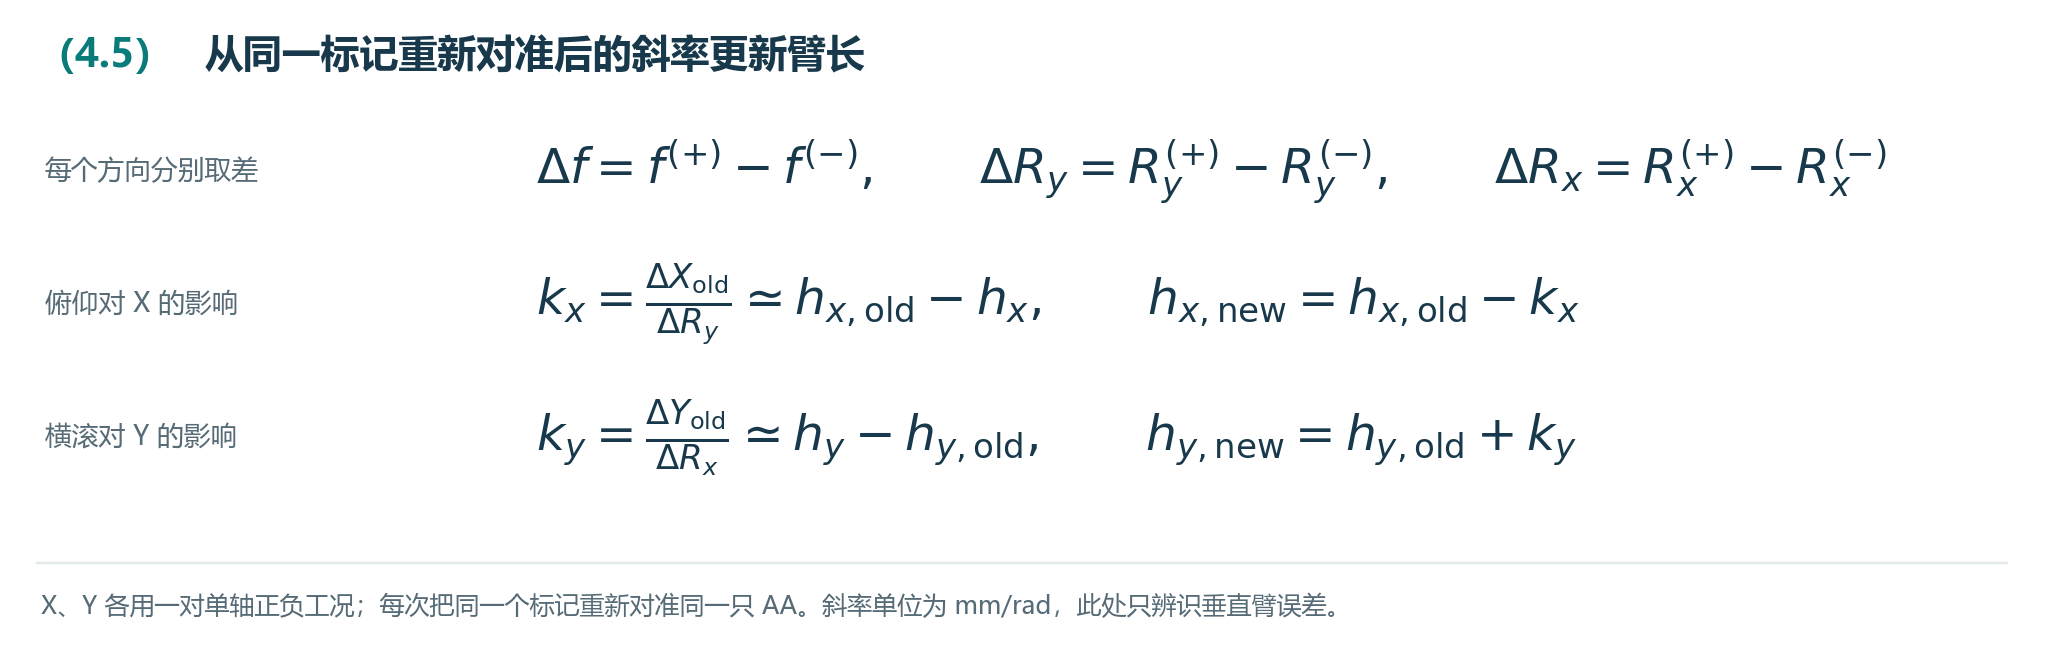 (4.5) 从同一标记重新对准后的斜率更新臂长
每个方向分别取差 Δf = f^(+) − f^(−), ΔR_y = R_y^(+) − R_y^(−), ΔR_x = R_x^(+) − R_x^(−)
俯仰对 X 的影响 k_x = ΔX_old/ΔR_y ≃ h_x, old − h_x, h_x, new = h_x, old − k_x
横滚对 Y 的影响 k_y = ΔY_old/ΔR_x ≃ h_y − h_y, old, h_y, new = h_y, old + k_y
X、Y 各用一对单轴正负工况；每次把同一个标记重新对准同一只 AA。斜率单位为 mm/rad，此处只辨识垂直臂误差。